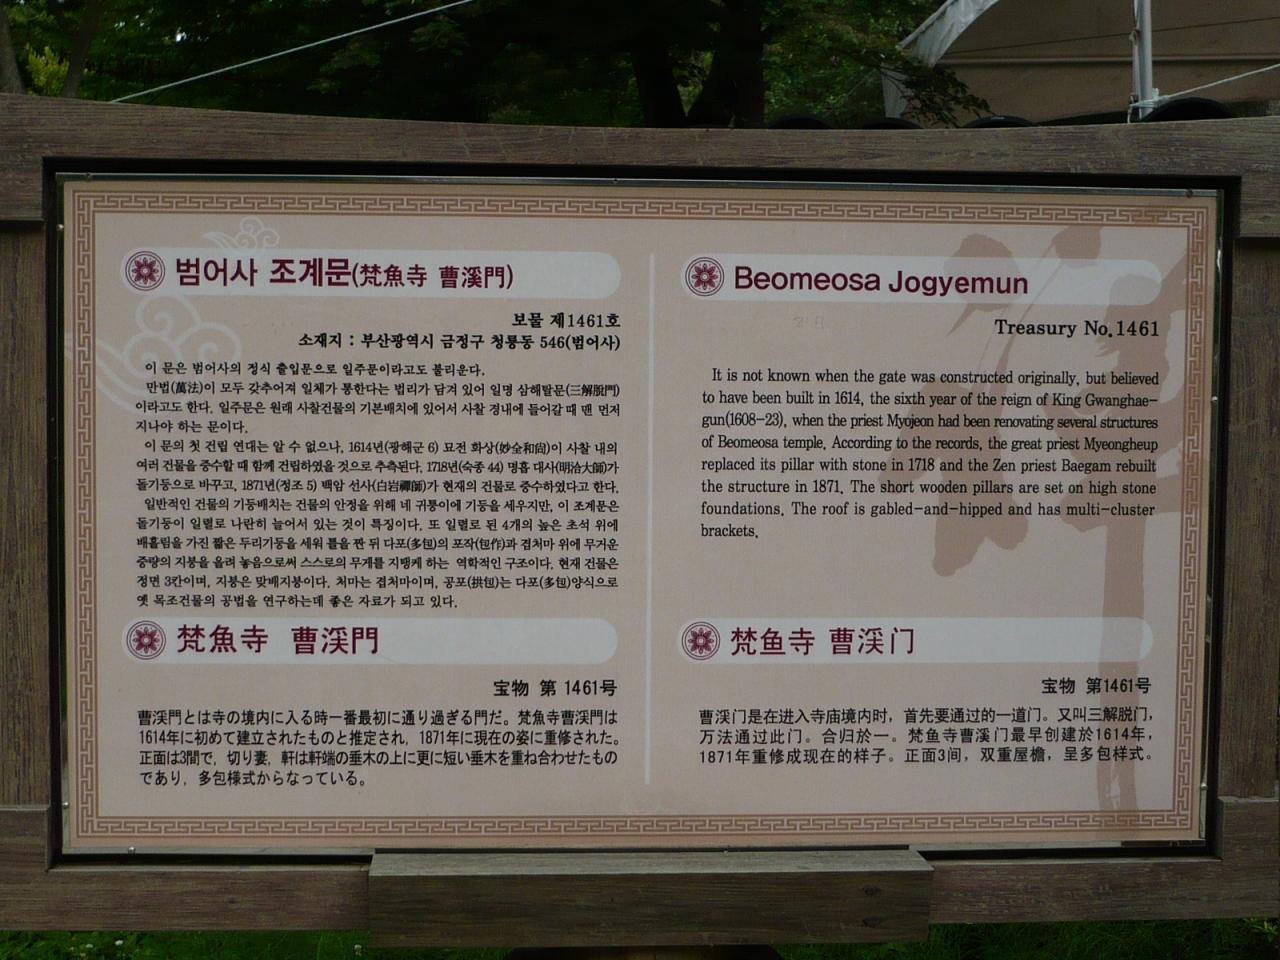 범어사 조계문(梵魚寺 曹溪門)
보물 제1461호
소재지 : 부산광역시 금정구 청룡동 546(범어사)
이 문은 범어사의 정식 출입문으로 일주문이라고도 불리운다.
만법(萬法)이 모두 갖추어져 일체가 통한다는 법리가 담겨 있어 일명 삼해탈문(三解脫門)
이라고도 한다. 일주문은 원래 사찰건물의 기본배치에 있어서 사찰 경내에 들어갈 때 맨 먼저
지나야 하는 문이다.
이 문의 첫 건립 연대는 알 수 없으나, 1614년(광해군 6) 묘전 화상(妙全和尙)이 사찰 내의
여러 건물을 중수할 때 함께 건립하였을 것으로 추측된다. 1718년(숙종 44) 명흡 대사(明洽大師)가
돌기둥으로 바꾸고, 1871년(정조 5) 백암 선사(白岩禪師)가 현재의 건물로 중수하였다고 한다.
일반적인 건물의 기둥배치는 건물의 안정을 위해 네 귀퉁이에 기둥을 세우지만, 이 조계문은
돌기둥이 일렬로 나란히 늘어서 있는 것이 특징이다. 또 일렬로 된 4개의 높은 초석 위에
배흘림을 가진 짧은 두리기둥을 세워 틀을 짠 뒤 다포(多包)의 포작(包作)과 겹처마 위에 무거운
중량의 지붕을 올려 놓음으로써 스스로의 무게를 지탱케 하는 역학적인 구조이다. 현재 건물은
정면 3칸이며, 지붕은 맞배지붕이다. 처마는 겹처마이며, 공포(拱包)는 다포(多包)양식으로
옛 목조건물의 공법을 연구하는데 좋은 자료가 되고 있다.
Beomeosa Jogyemun
Treasury No.1461
It is not known when the gate was constructed originally, but believed
to have been built in 1614, the sixth year of the reign of King Gwanghae-
gun(1608-23), when the priest Myojeon had been renovating several structures
of Beomeosa temple. According to the records, the great priest Myeongheup
replaced its pillar with stone in 1718 and the Zen priest Baegam rebuilt
the structure in 1871. The short wooden pillars are set on high stone
foundations. The roof is gabled-and-hipped and has multi-cluster
brackets.
梵魚寺 曹渓門
宝物 第 1461号
曹渓門とは寺の境内に入る時一番最初に通り過ぎる門だ。梵魚寺曹渓門は
1614年に初めて建立されたものと推定され, 1871年に現在の姿に重修された。
正面は3間で、切り妻，軒は軒端の垂木の上に更に短い垂木を重ね合わせたもの
であり，多包様式からなっている。
梵鱼寺 曹渓门
宝物 第1461号
曹渓门是在进入寺庙境内时，首先要通过的一道门。又叫三解脱门，
万法通过此门。合归於一。梵鱼寺曹渓门最早创建於1614年，
1871年重修成现在的样子。正面3间，双重屋檐，呈多包样式。